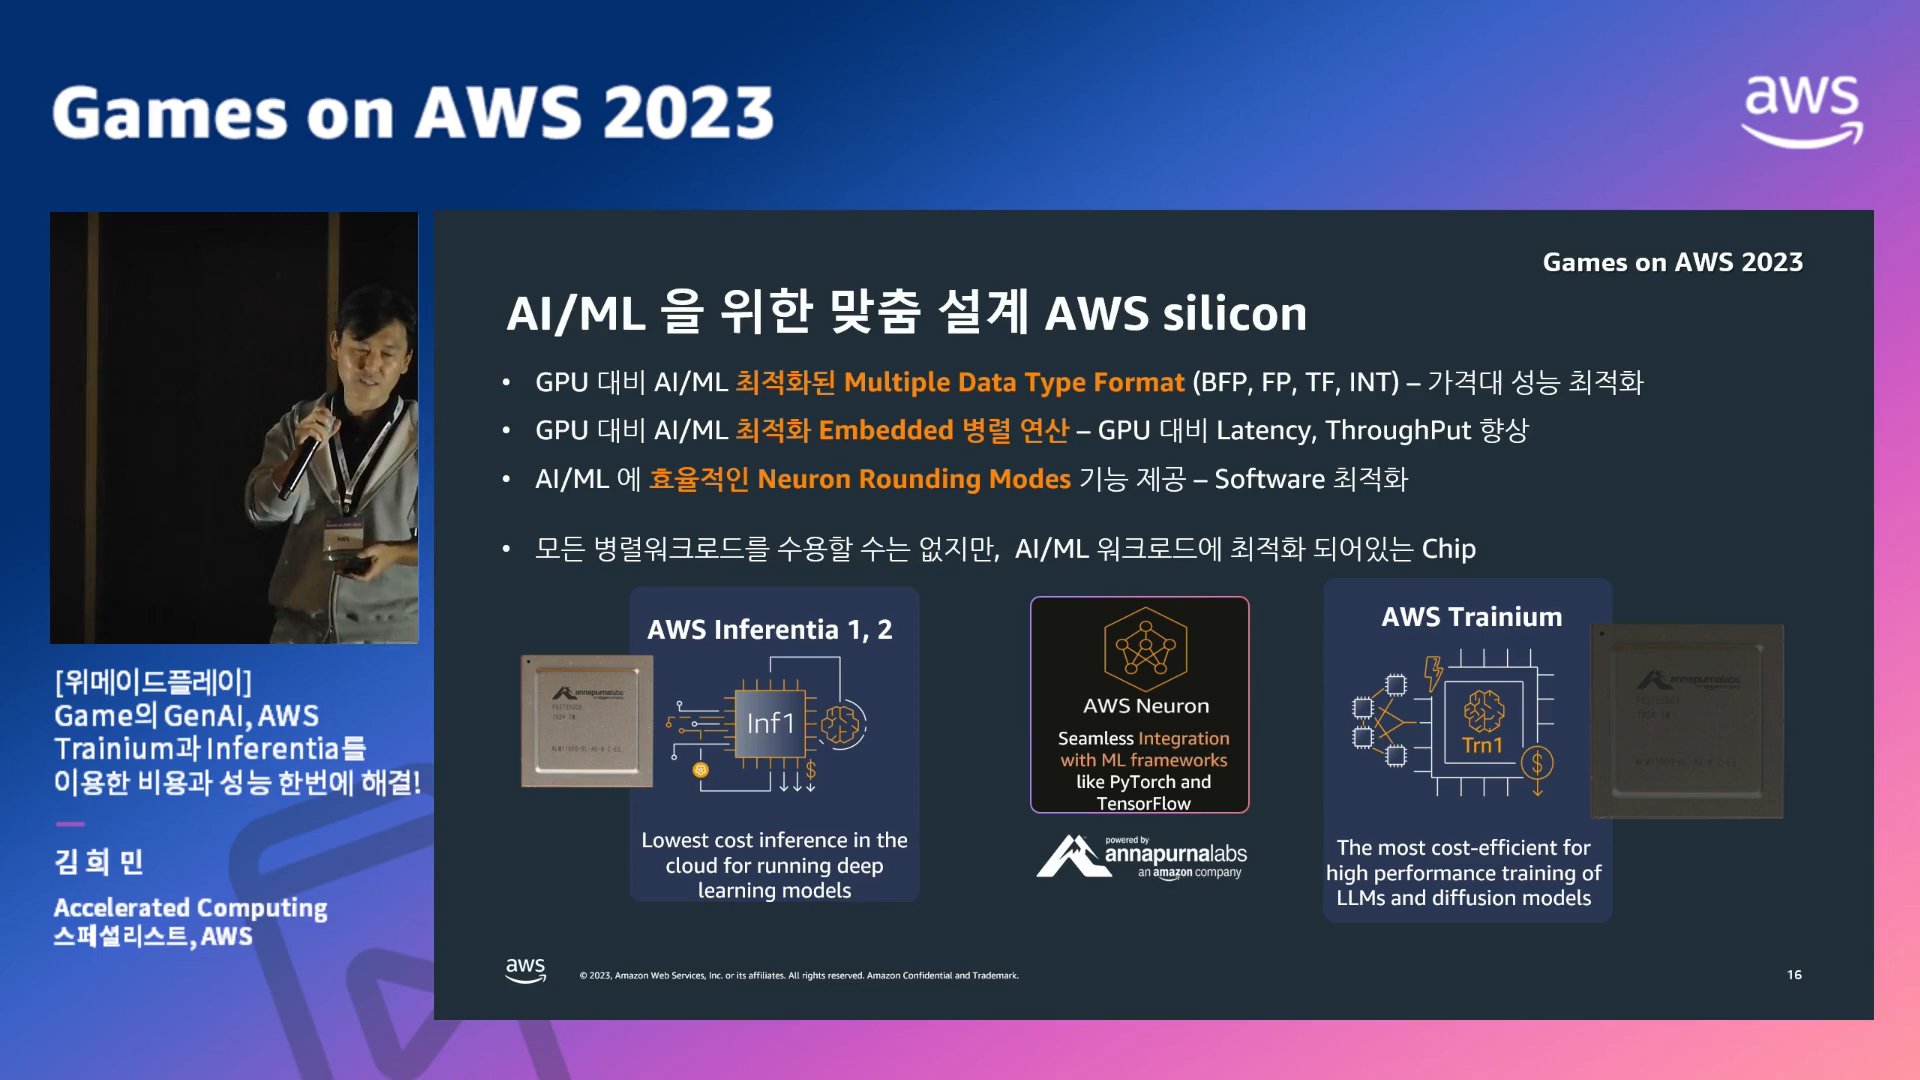 Games on AWS 2023
aws
Games on AWS 2023
AI/ML 을 위한 맞춤 설계 AWS silicon
• GPU 대비 AI/ML 최적화된 Multiple Data Type Format (BFP, FP, TF, INT) – 가격대 성능 최적화
• GPU 대비 AI/ML 최적화 Embedded 병렬 연산 – GPU 대비 Latency, ThroughPut 향상
• AI/ML 에 효율적인 Neuron Rounding Modes 기능 제공 – Software 최적화
• 모든 병렬워크로드를 수용할 수는 없지만, AI/ML 워크로드에 최적화 되어있는 Chip
AWS Inferentia 1, 2
annapurnalabs
Inf1
Lowest cost inference in the
cloud for running deep
learning models
AWS Neuron
Seamless Integration
with ML frameworks
like PyTorch and
TensorFlow
powered by
annapurnalabs
an amazon company
AWS Trainium
Trn1
annapurnalabs
The most cost-efficient for
high performance training of
LLMs and diffusion models
aws
© 2023, Amazon Web Services, Inc. or its affiliates. All rights reserved. Amazon Confidential and Trademark.
16
AWS
[위메이드플레이]
Game의 GenAI, AWS
Trainium과 Inferentia를
이용한 비용과 성능 한번에 해결!
김 희 민
Accelerated Computing
스페셜리스트, AWS